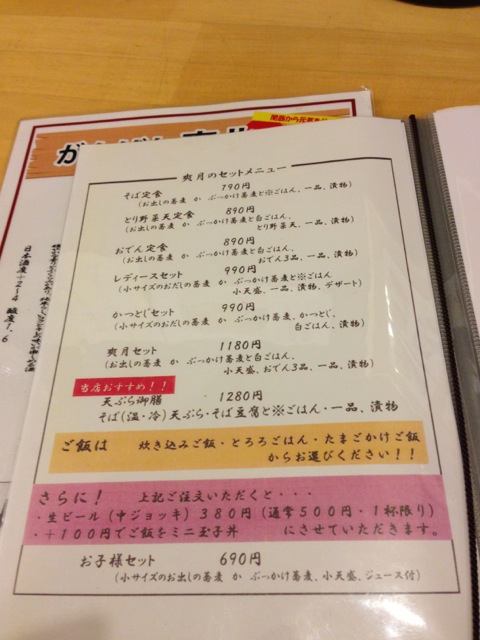 爽月のセットメニュー
そば定食 790円
(お出しの蕎麦 か ぶっかけ蕎麦と※ごはん、一品、漬物)
とり野菜天定食 890円
(お出しの蕎麦 か ぶっかけ蕎麦と白ごはん、
とり野菜天、一品、漬物)
おでん定食 890円
(お出しの蕎麦 か ぶっかけ蕎麦と白ごはん、
おでん3品、一品、漬物)
レディースセット 990円
(小サイズのおだしの蕎麦 か ぶっかけ蕎麦と※ごはん
小天盛、一品、漬物、デザート)
かつとじセット 990円
(小サイズのお出しの蕎麦 か ぶっかけ蕎麦、かつとじ、
白ごはん、漬物)
爽月セット 1180円
(お出しの蕎麦 か ぶっかけ蕎麦と白ごはん、
小天盛、おでん3品、一品、漬物)
当店おすすめ!!
天ぷら御膳 1280円
そば(温・冷)天ぷら・そば豆腐と※ごはん・一品、漬物
ご飯は 炊き込みご飯・とろろごはん・たまごかけご飯
からお選びください!!
さらに! 上記ご注文いただくと・・・
・生ビール(中ジョッキ)380円(通常500円・1杯限り)
・+100円でご飯をミニ玉子丼 にさせていただきます。
お子様セット 690円
(小サイズのお出しの蕎麦 か ぶっかけ蕎麦、小天盛、ジュース付)
日本酒度+2~4 酸度1.6